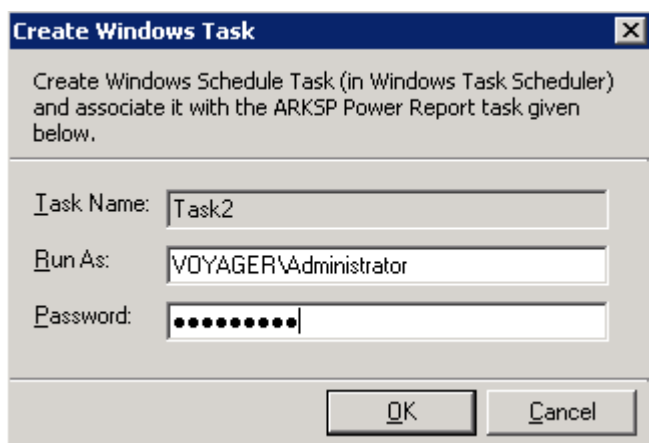 Create Windows Task
Create Windows Schedule Task (in Windows Task Scheduler)
and associate it with the ARKSP Power Report task given
below.
Task Name: Task2
Run As: VOYAGER\Administrator
Password: ●●●●●●●●●
OK Cancel